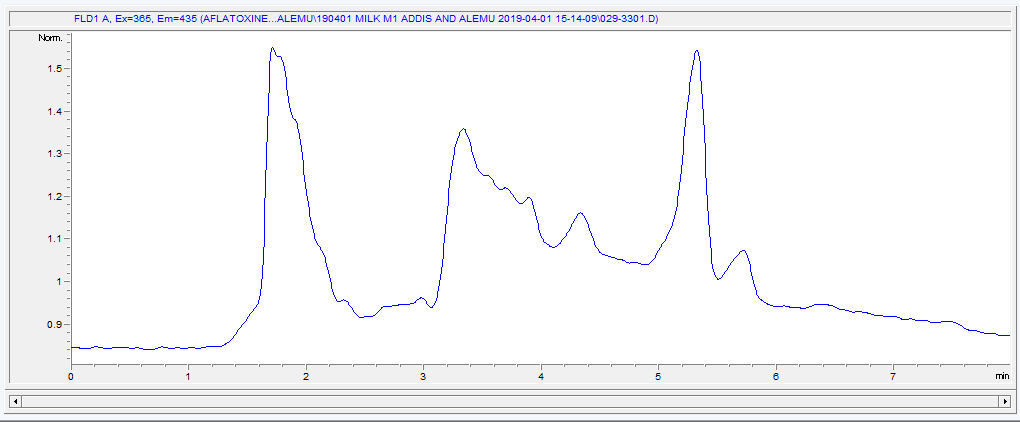 FLD1 A, Ex=365, Em=435 (AFLATOXINE...ALEMU\190401 MILK M1 ADDIS AND ALEMU 2019-04-01 15-14-09\029-3301.D)
Norm.
1.5
1.4
1.3
1.2
1.1
1
0.9
0 1 2 3 4 5 6 7 min